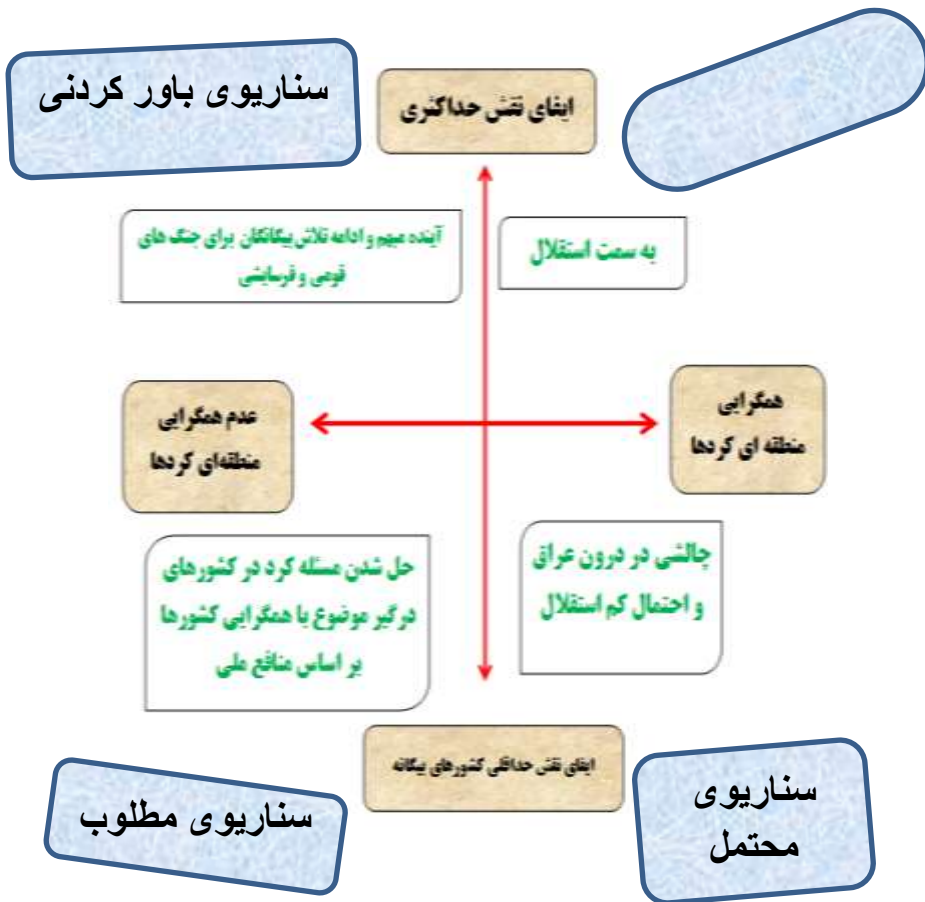 سناریوی باور کردنی
ایفای نقش حداکثری
آینده مبهم و ادامه تلاش بیگانگان برای جنگ های
قومی و فرسایشی
به سمت استقلال
همگرایی
منطقه ای کردها
عدم همگرایی
منطقه‌ای کردها
چالشی در درون عراق
و احتمال کم استقلال
حل شدن مسئله کرد در کشورهای
درگیر موضوع با همگرایی کشورها
بر اساس منافع ملی
ایفای نقش حداقلی کشورهای بیگانه
سناریوی
محتمل
سناریوی مطلوب